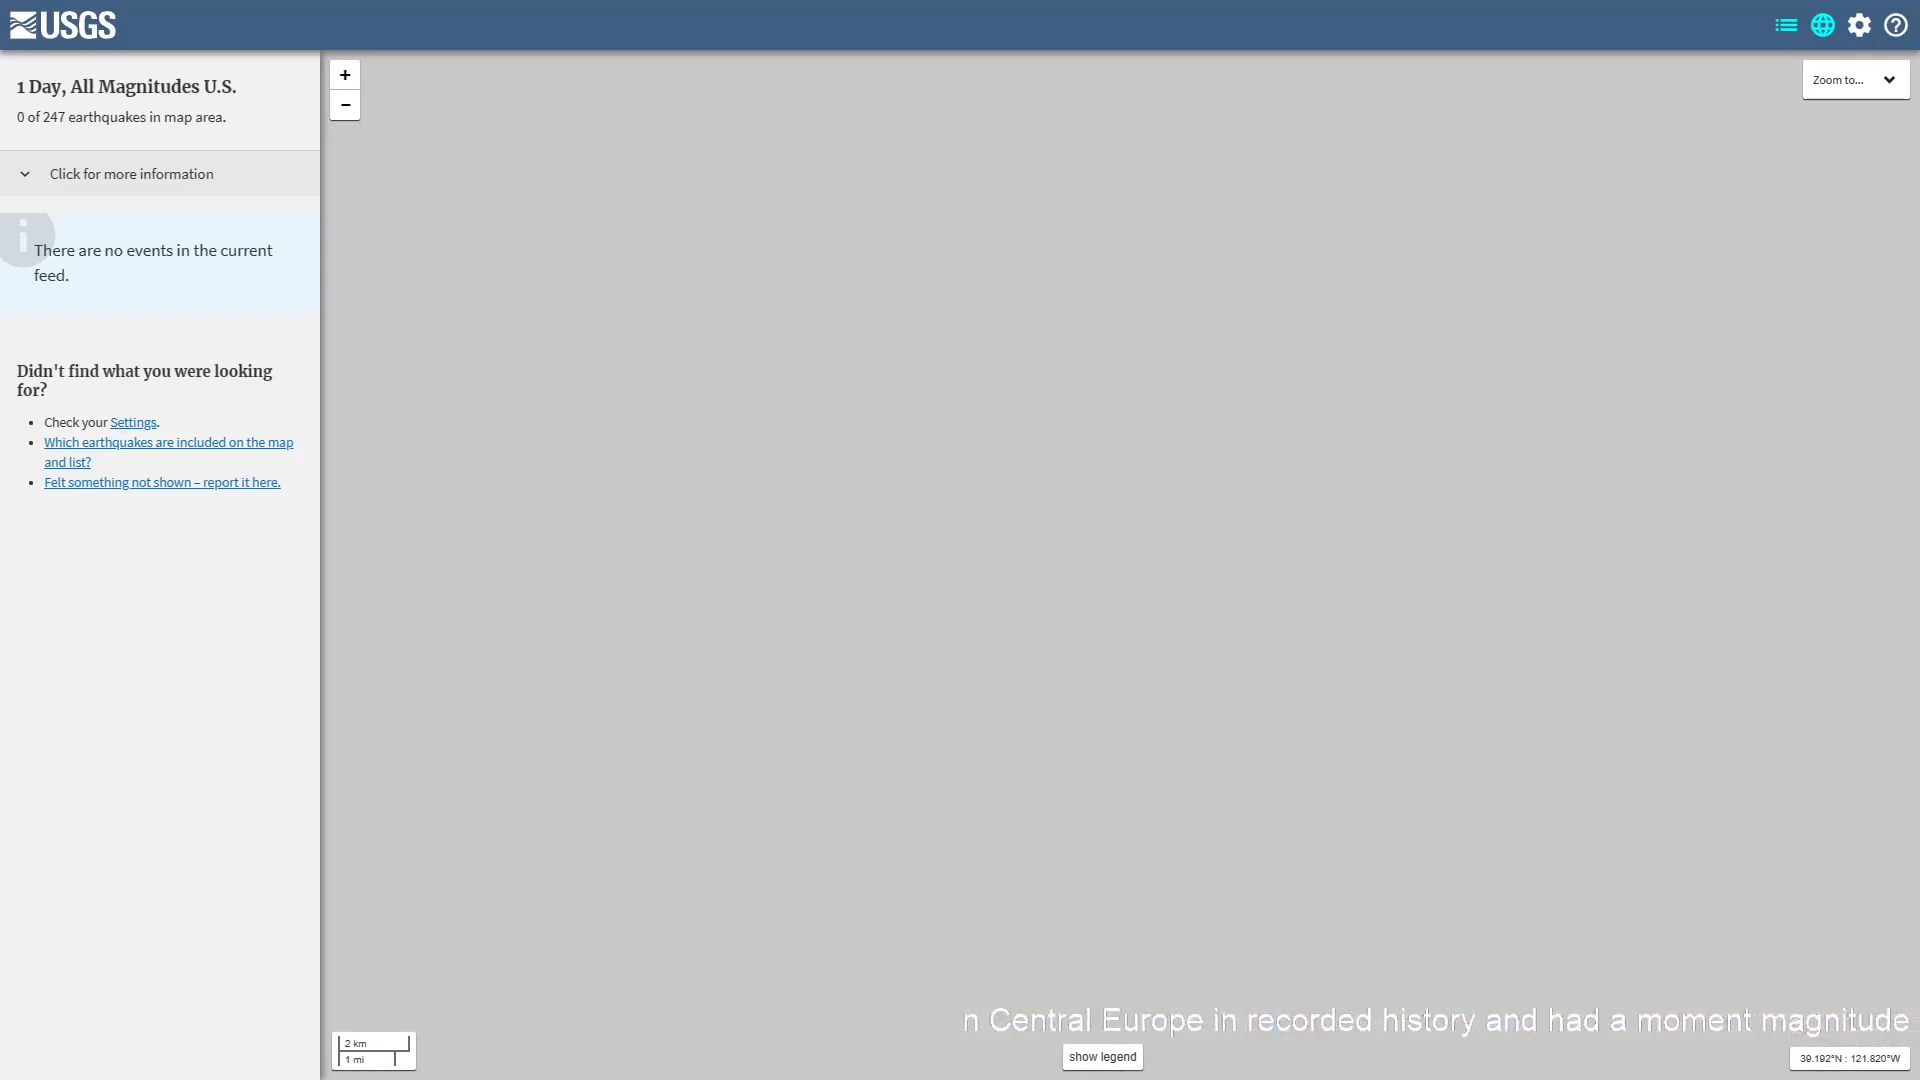 USGS
1 Day, All Magnitudes U.S.
0 of 247 earthquakes in map area.
Click for more information
There are no events in the current
feed.
Didn't find what you were looking
for?
Check your Settings.
Which earthquakes are included on the map
and list?
Felt something not shown – report it here.
+
−
Zoom to...
n Central Europe in recorded history and had a moment magnitude
2 km
1 mi
show legend
39.192°N : 121.820°W